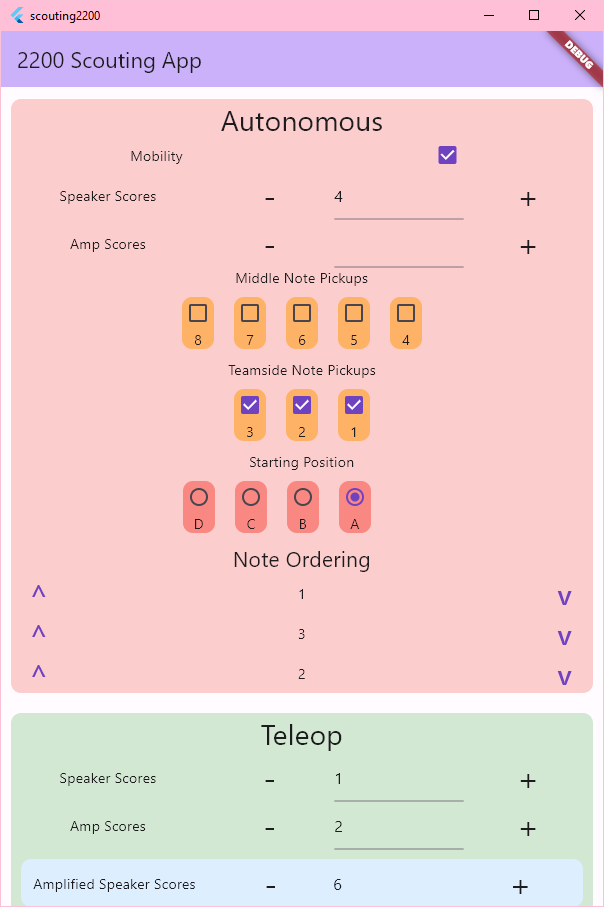 scouting2200
2200 Scouting App
DEBUG
Autonomous
Mobility
Speaker Scores - 4 +
Amp Scores - +
Middle Note Pickups
8 7 6 5 4
Teamside Note Pickups
3 2 1
Starting Position
D C B A
Note Ordering
^ 1 v
^ 3 v
^ 2 v
Teleop
Speaker Scores - 1 +
Amp Scores - 2 +
Amplified Speaker Scores - 6 +